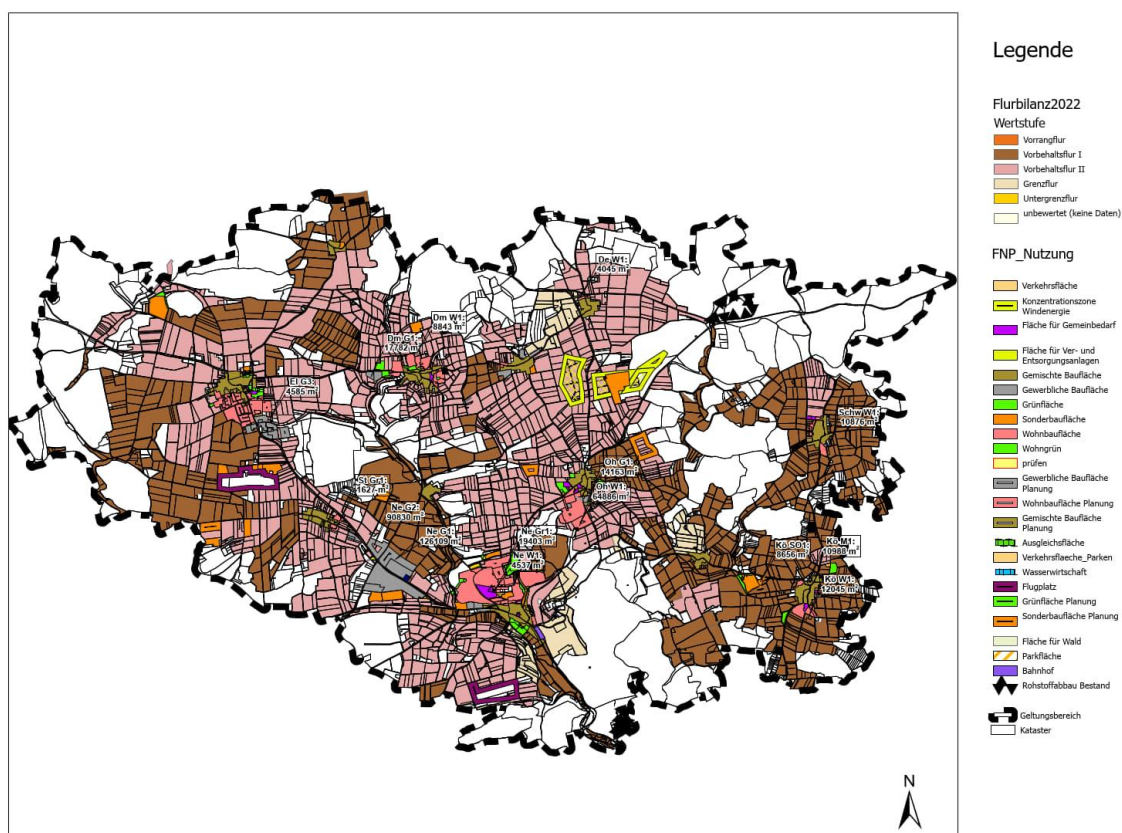 Legende
Flurbilanz2022
Wertstufe
Vorrangflur
Vorbehaltsflur I
Vorbehaltsflur II
Grenzflur
Untergrenzflur
unbewertet (keine Daten)
FNP_Nutzung
Verkehrsfläche
Konzentrationszone
Windenergie
Fläche für Gemeinbedarf
Fläche für Ver- und
Entsorgungsanlagen
Gemischte Baufläche
Gewerbliche Baufläche
Grünfläche
Sonderbaufläche
Wohnbaufläche
Wohngrün
prüfen
Gewerbliche Baufläche
Planung
Wohnbaufläche Planung
Gemischte Baufläche
Planung
Ausgleichsfläche
Verkehrsflaeche_Parken
Wasserwirtschaft
Flugplatz
Grünfläche Planung
Sonderbaufläche Planung
Fläche für Wald
Parkfläche
Bahnhof
Rohstoffabbau Bestand
Geltungsbereich
Kataster
De W1:
4045 m²
Dm W1:
8843 m²
Dm G1:
17782 m²
El G3:
4585 m²
Schw W1:
10876 m²
Oh G1:
14163 m²
Oh W1:
64886 m²
St Gr1:
1627 m²
Ne G2:
90830 m²
Ne G1:
126109 m²
Ne Gr1:
19403 m²
Ne W1:
4537 m²
Kö SO1:
8656 m²
Kö M1:
10988 m²
Kö W1:
12045 m²
N